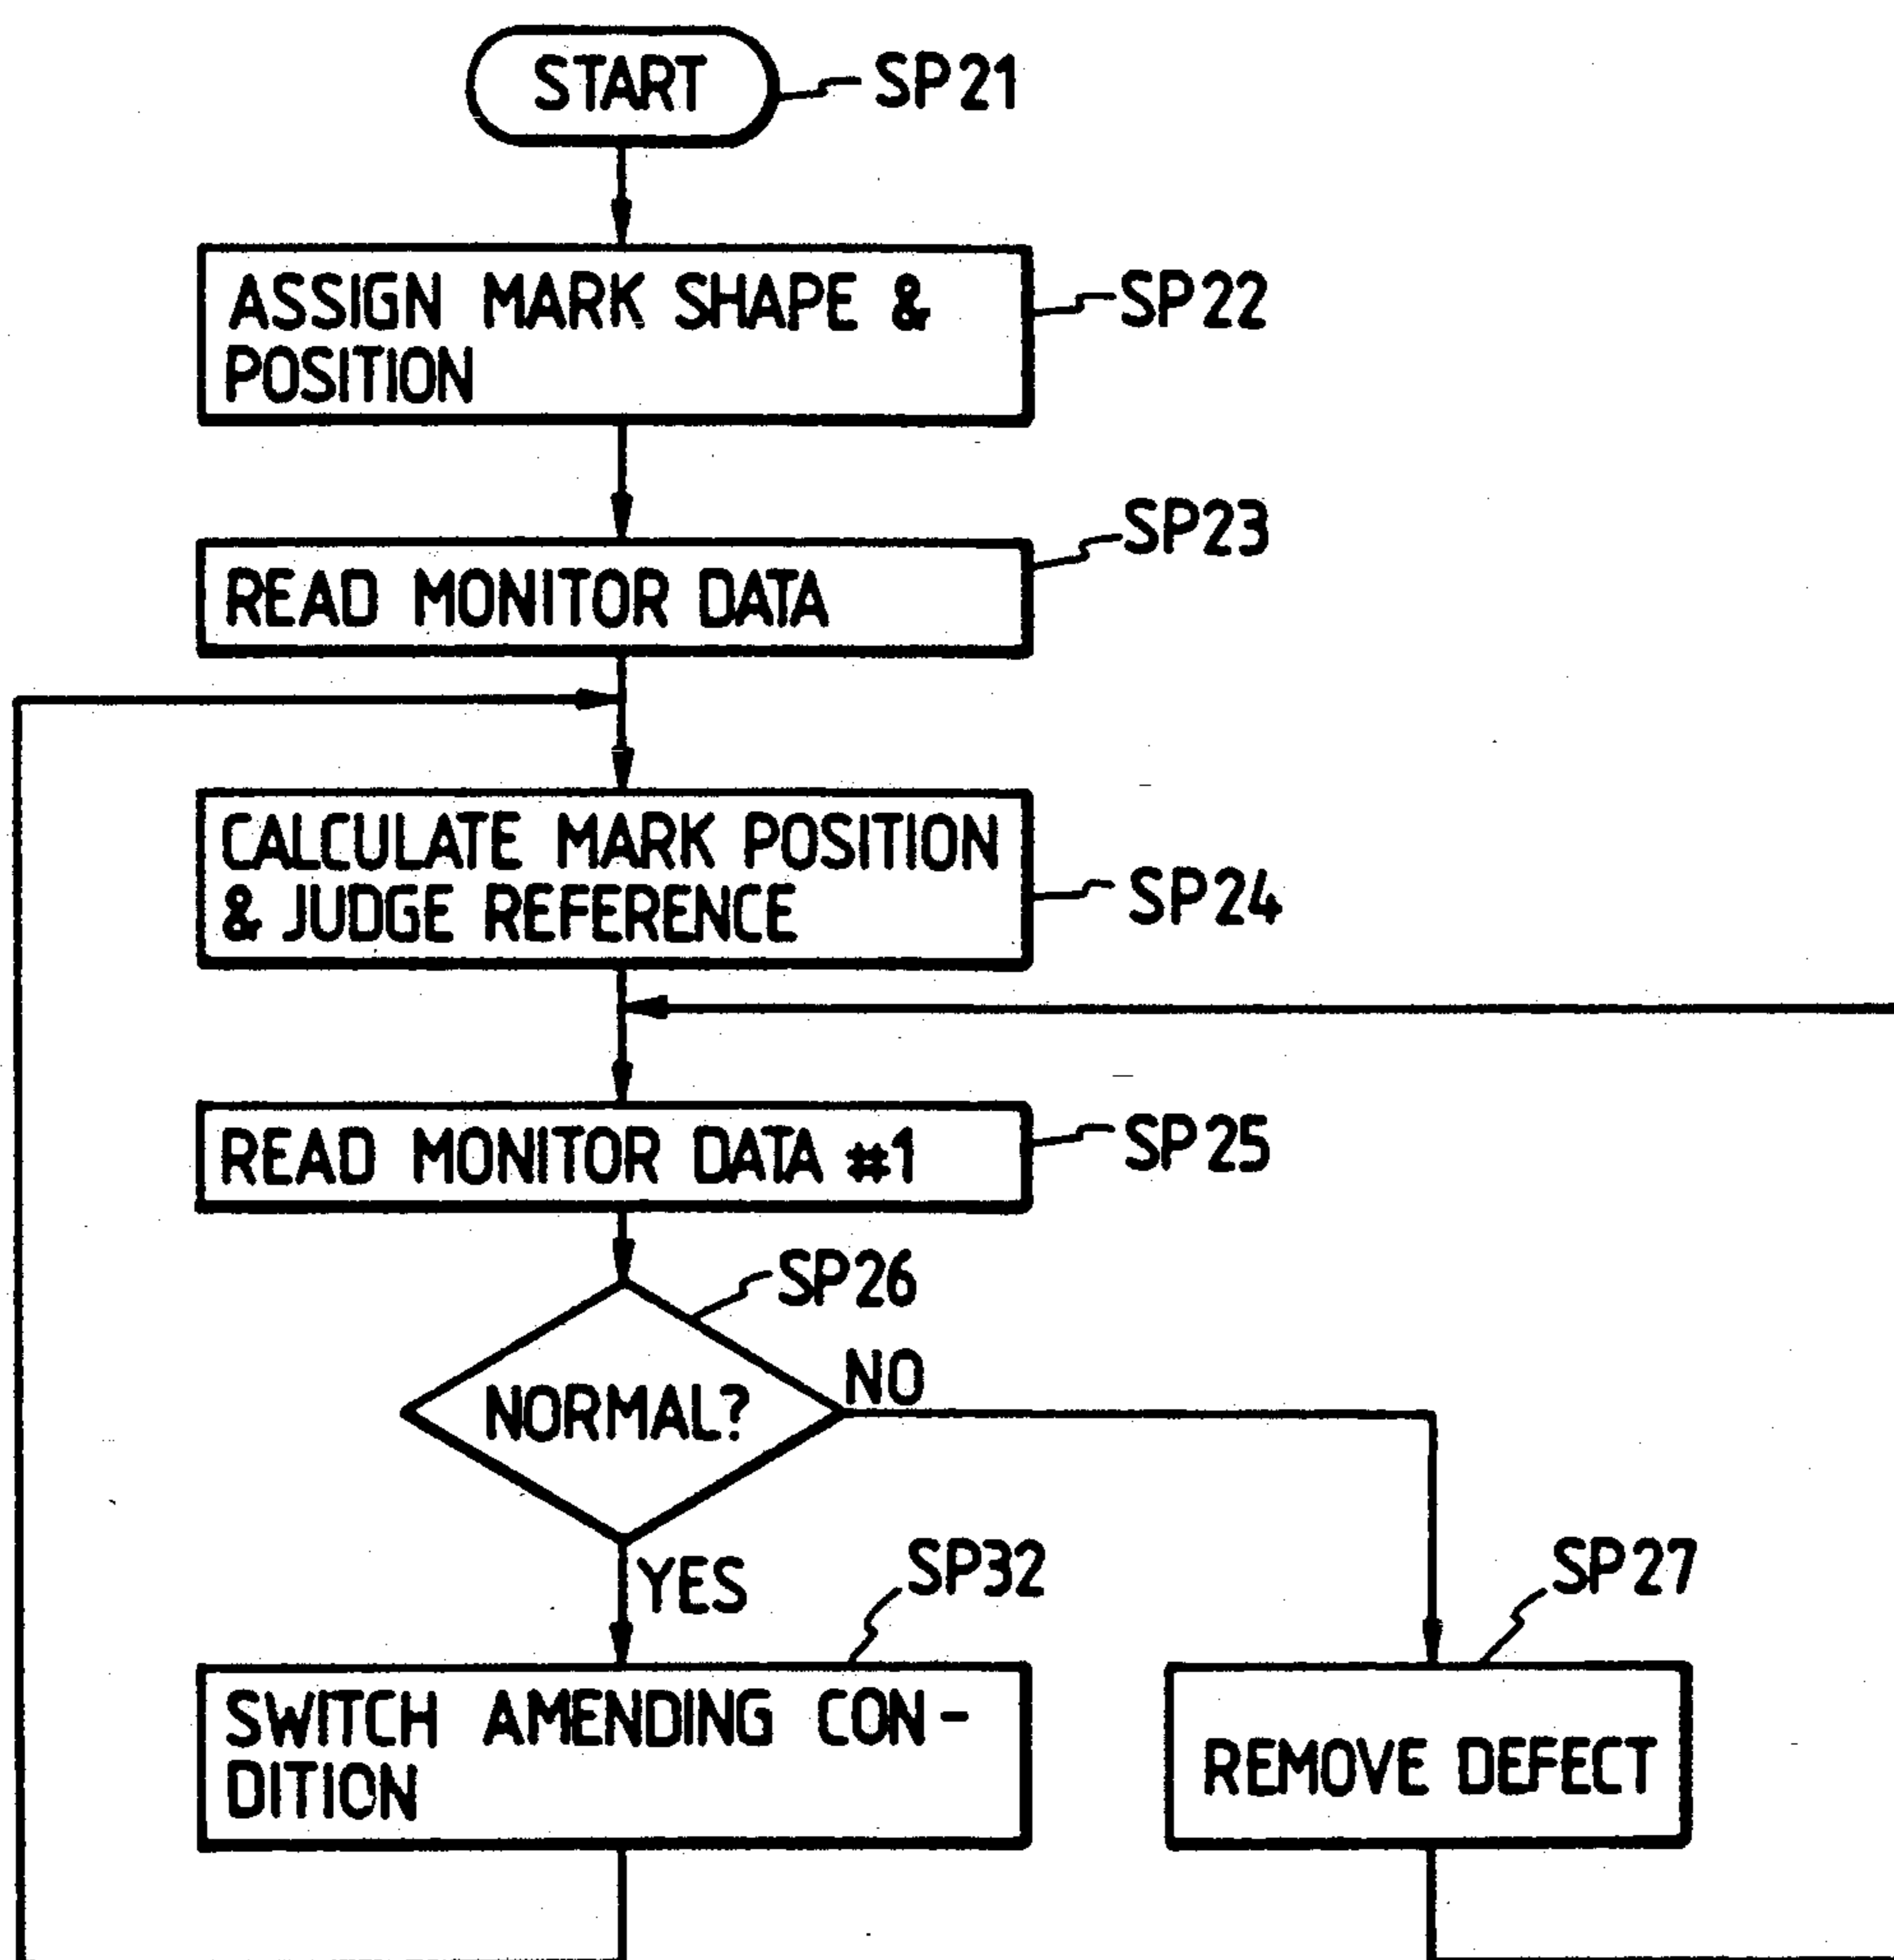 START
SP21
ASSIGN MARK SHAPE &
POSITION
SP22
SP23
READ MONITOR DATA
CALCULATE MARK POSITION
& JUDGE REFERENCE
SP24
READ MONITOR DATA #1
SP25
SP26
NO
NORMAL?
YES
SP32
SP27
SWITCH AMENDING CON-
DITION
REMOVE DEFECT